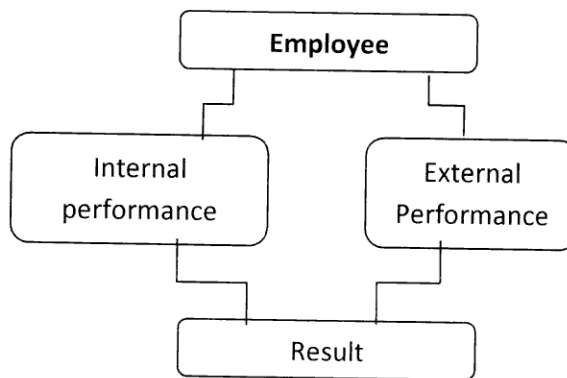 Employee
Internal
performance
External
Performance
Result